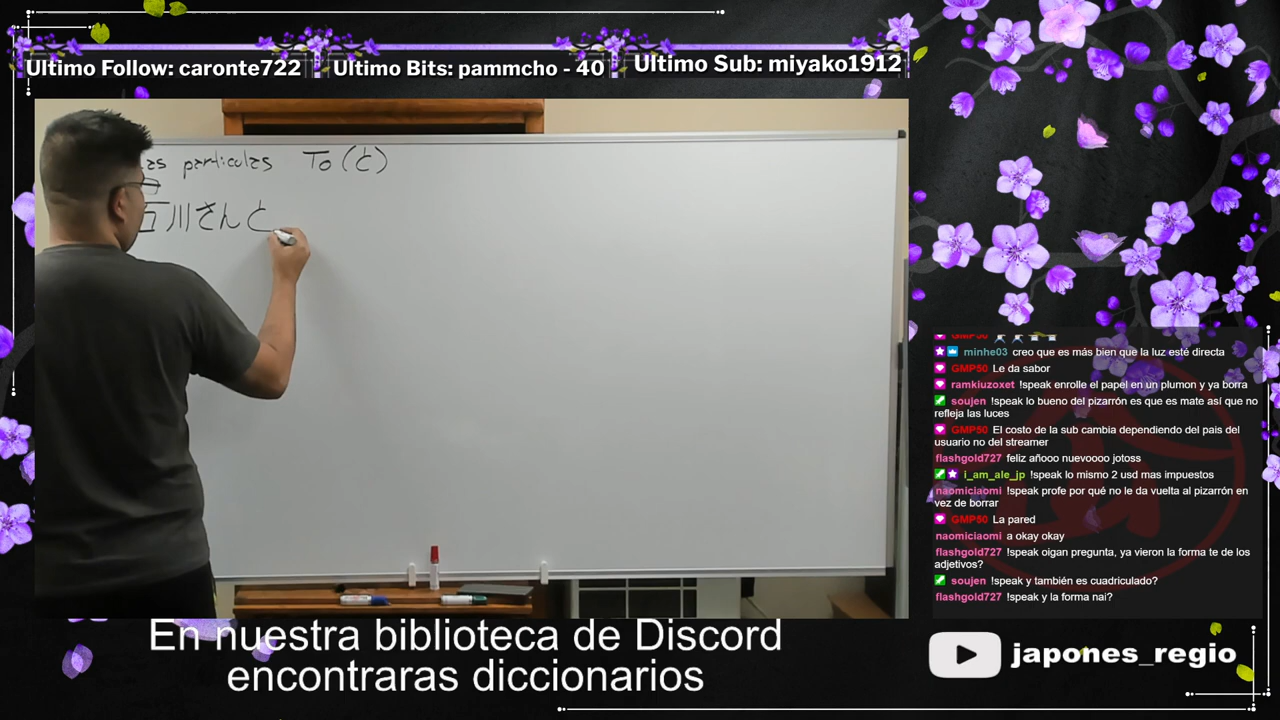 Ultimo Follow: caronte722
Ultimo Bits: pammcho - 40
Ultimo Sub: miyako1912
as particulas To (と)
石川さんと
GMP50
minhe03 creo que es más bien que la luz esté directa
GMP50 Le da sabor
ramkiuzoxet !speak enrolle el papel en un plumon y ya borra
soujen !speak lo bueno del pizarrón es que es mate así que no
refleja las luces
GMP50 El costo de la sub cambia dependiendo del pais del
usuario no del streamer
flashgold727 feliz añooo nuevoooo jotoss
i_am_ale_jp !speak lo mismo 2 usd mas impuestos
naomiciaomi !speak profe por qué no le da vuelta al pizarrón en
vez de borrar
GMP50 La pared
naomiciaomi a okay okay
flashgold727 !speak oigan pregunta, ya vieron la forma te de los
adjetivos?
soujen !speak y también es cuadriculado?
flashgold727 !speak y la forma nai?
En nuestra biblioteca de Discord
encontraras diccionarios
japones_regio